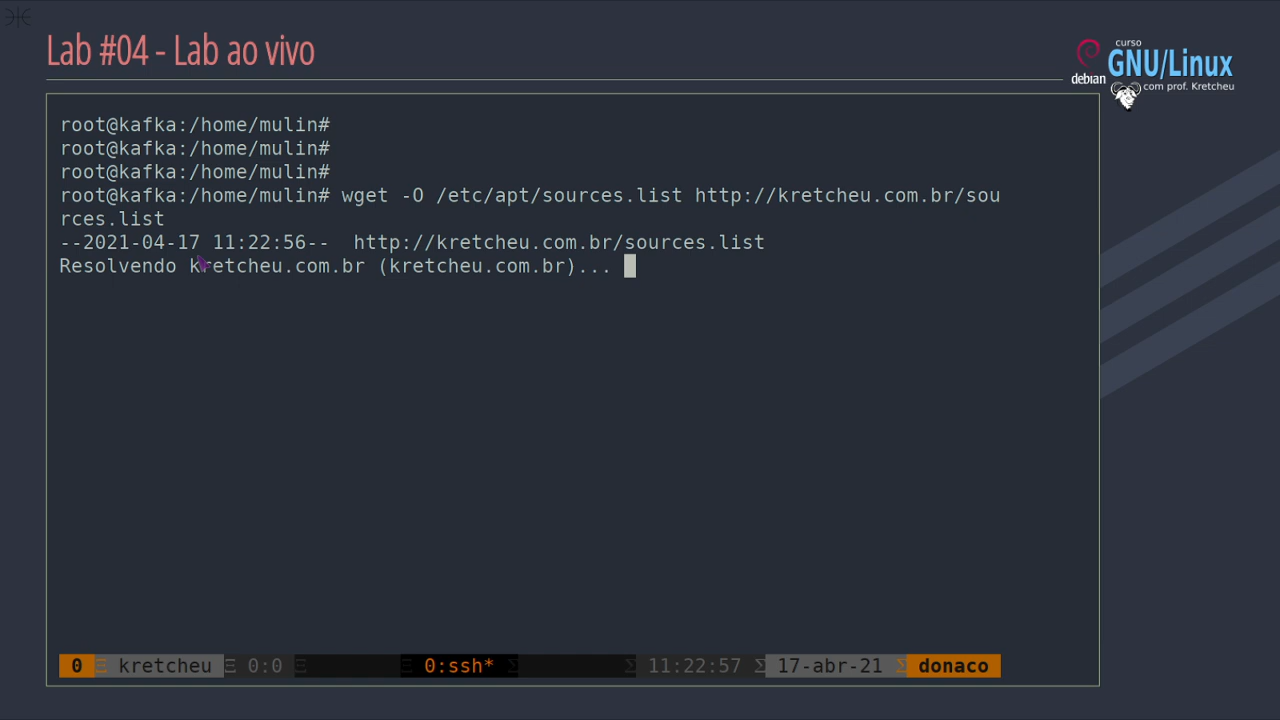 Lab #04 - Lab ao vivo
curso
GNU/Linux
debian
com prof. Kretcheu
root@kafka:/home/mulin#
root@kafka:/home/mulin#
root@kafka:/home/mulin#
root@kafka:/home/mulin# wget -O /etc/apt/sources.list http://kretcheu.com.br/sou
rces.list
--2021-04-17 11:22:56--  http://kretcheu.com.br/sources.list
Resolvendo kretcheu.com.br (kretcheu.com.br)...
0 Ξ kretcheu Ξ 0:0 Ξ Ξ 0:ssh* Σ Σ 11:22:57 Σ 17-abr-21 Σ donaco